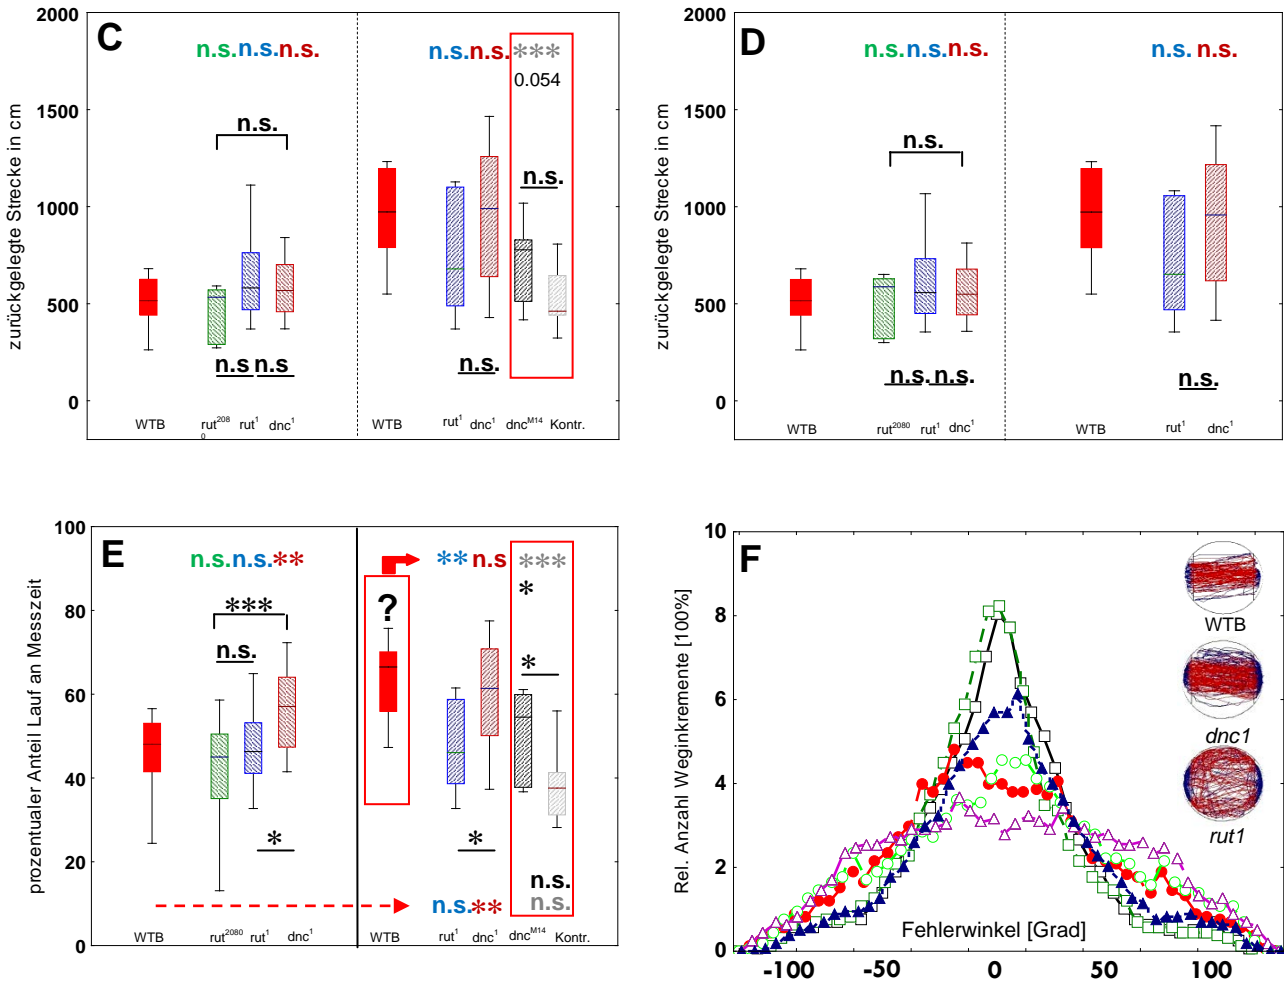 C
zurückgelegte Strecke in cm
2000
1500
1000
500
0
n.s. n.s. n.s.
n.s.
n.s n.s
n.s. n.s. ***
0.054
n.s.
n.s.
WTB rut208 0 rut1 dnc1 WTB rut1 dnc1 dncM14 Kontr.
D
zurückgelegte Strecke in cm
2000
1500
1000
500
0
n.s. n.s. n.s.
n.s.
n.s. n.s.
n.s. n.s.
n.s.
WTB rut2080 rut1 dnc1 WTB rut1 dnc1
E
prozentualer Anteil Lauf an Messzeit
100
80
60
40
20
0
n.s. n.s. **
***
n.s.
*
?
** n.s ***
*
*
*
n.s.
n.s.
n.s. **
WTB rut2080 rut1 dnc1 WTB rut1 dnc1 dncM14 Kontr.
F
Rel. Anzahl Weginkremente [100%]
10
8
6
4
2
0
WTB
dnc1
rut1
Fehlerwinkel [Grad]
-100 -50 0 50 100